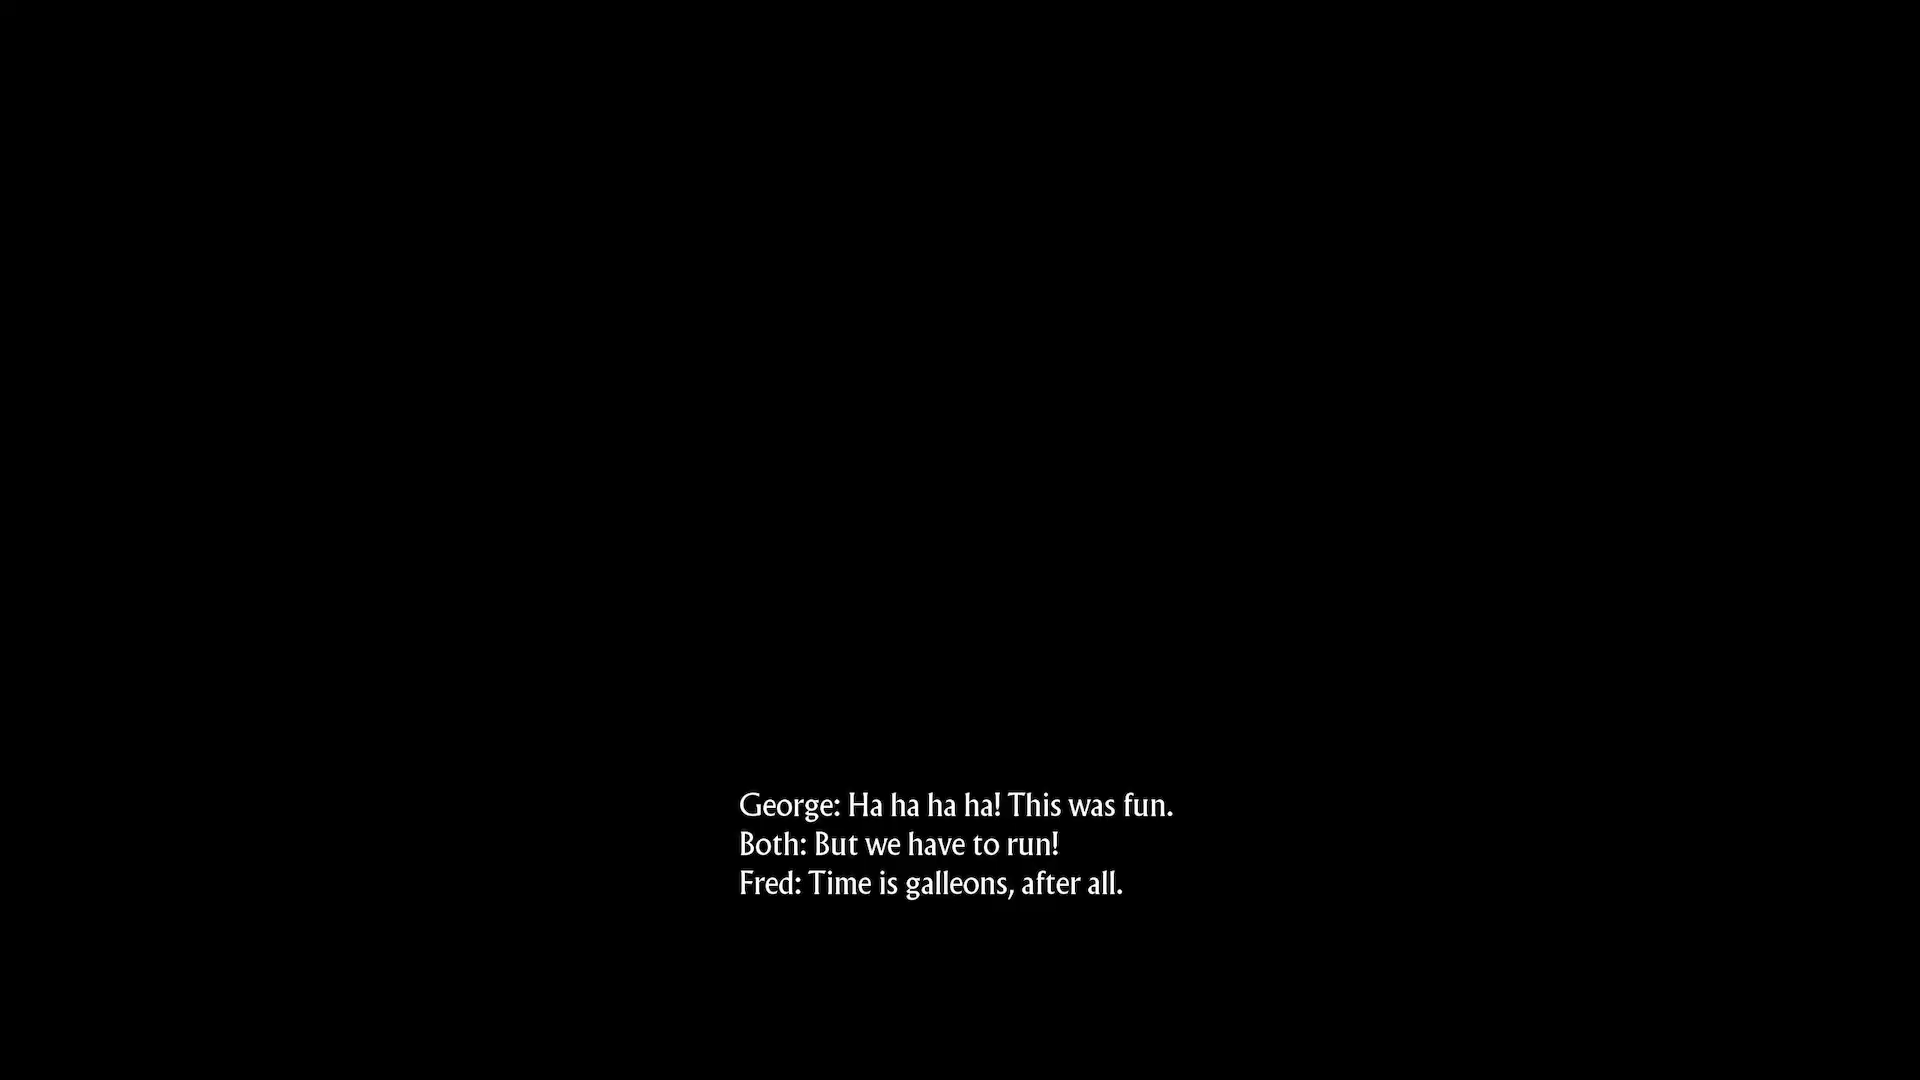 George: Ha ha ha ha! This was fun.
Both: But we have to run!
Fred: Time is galleons, after all.